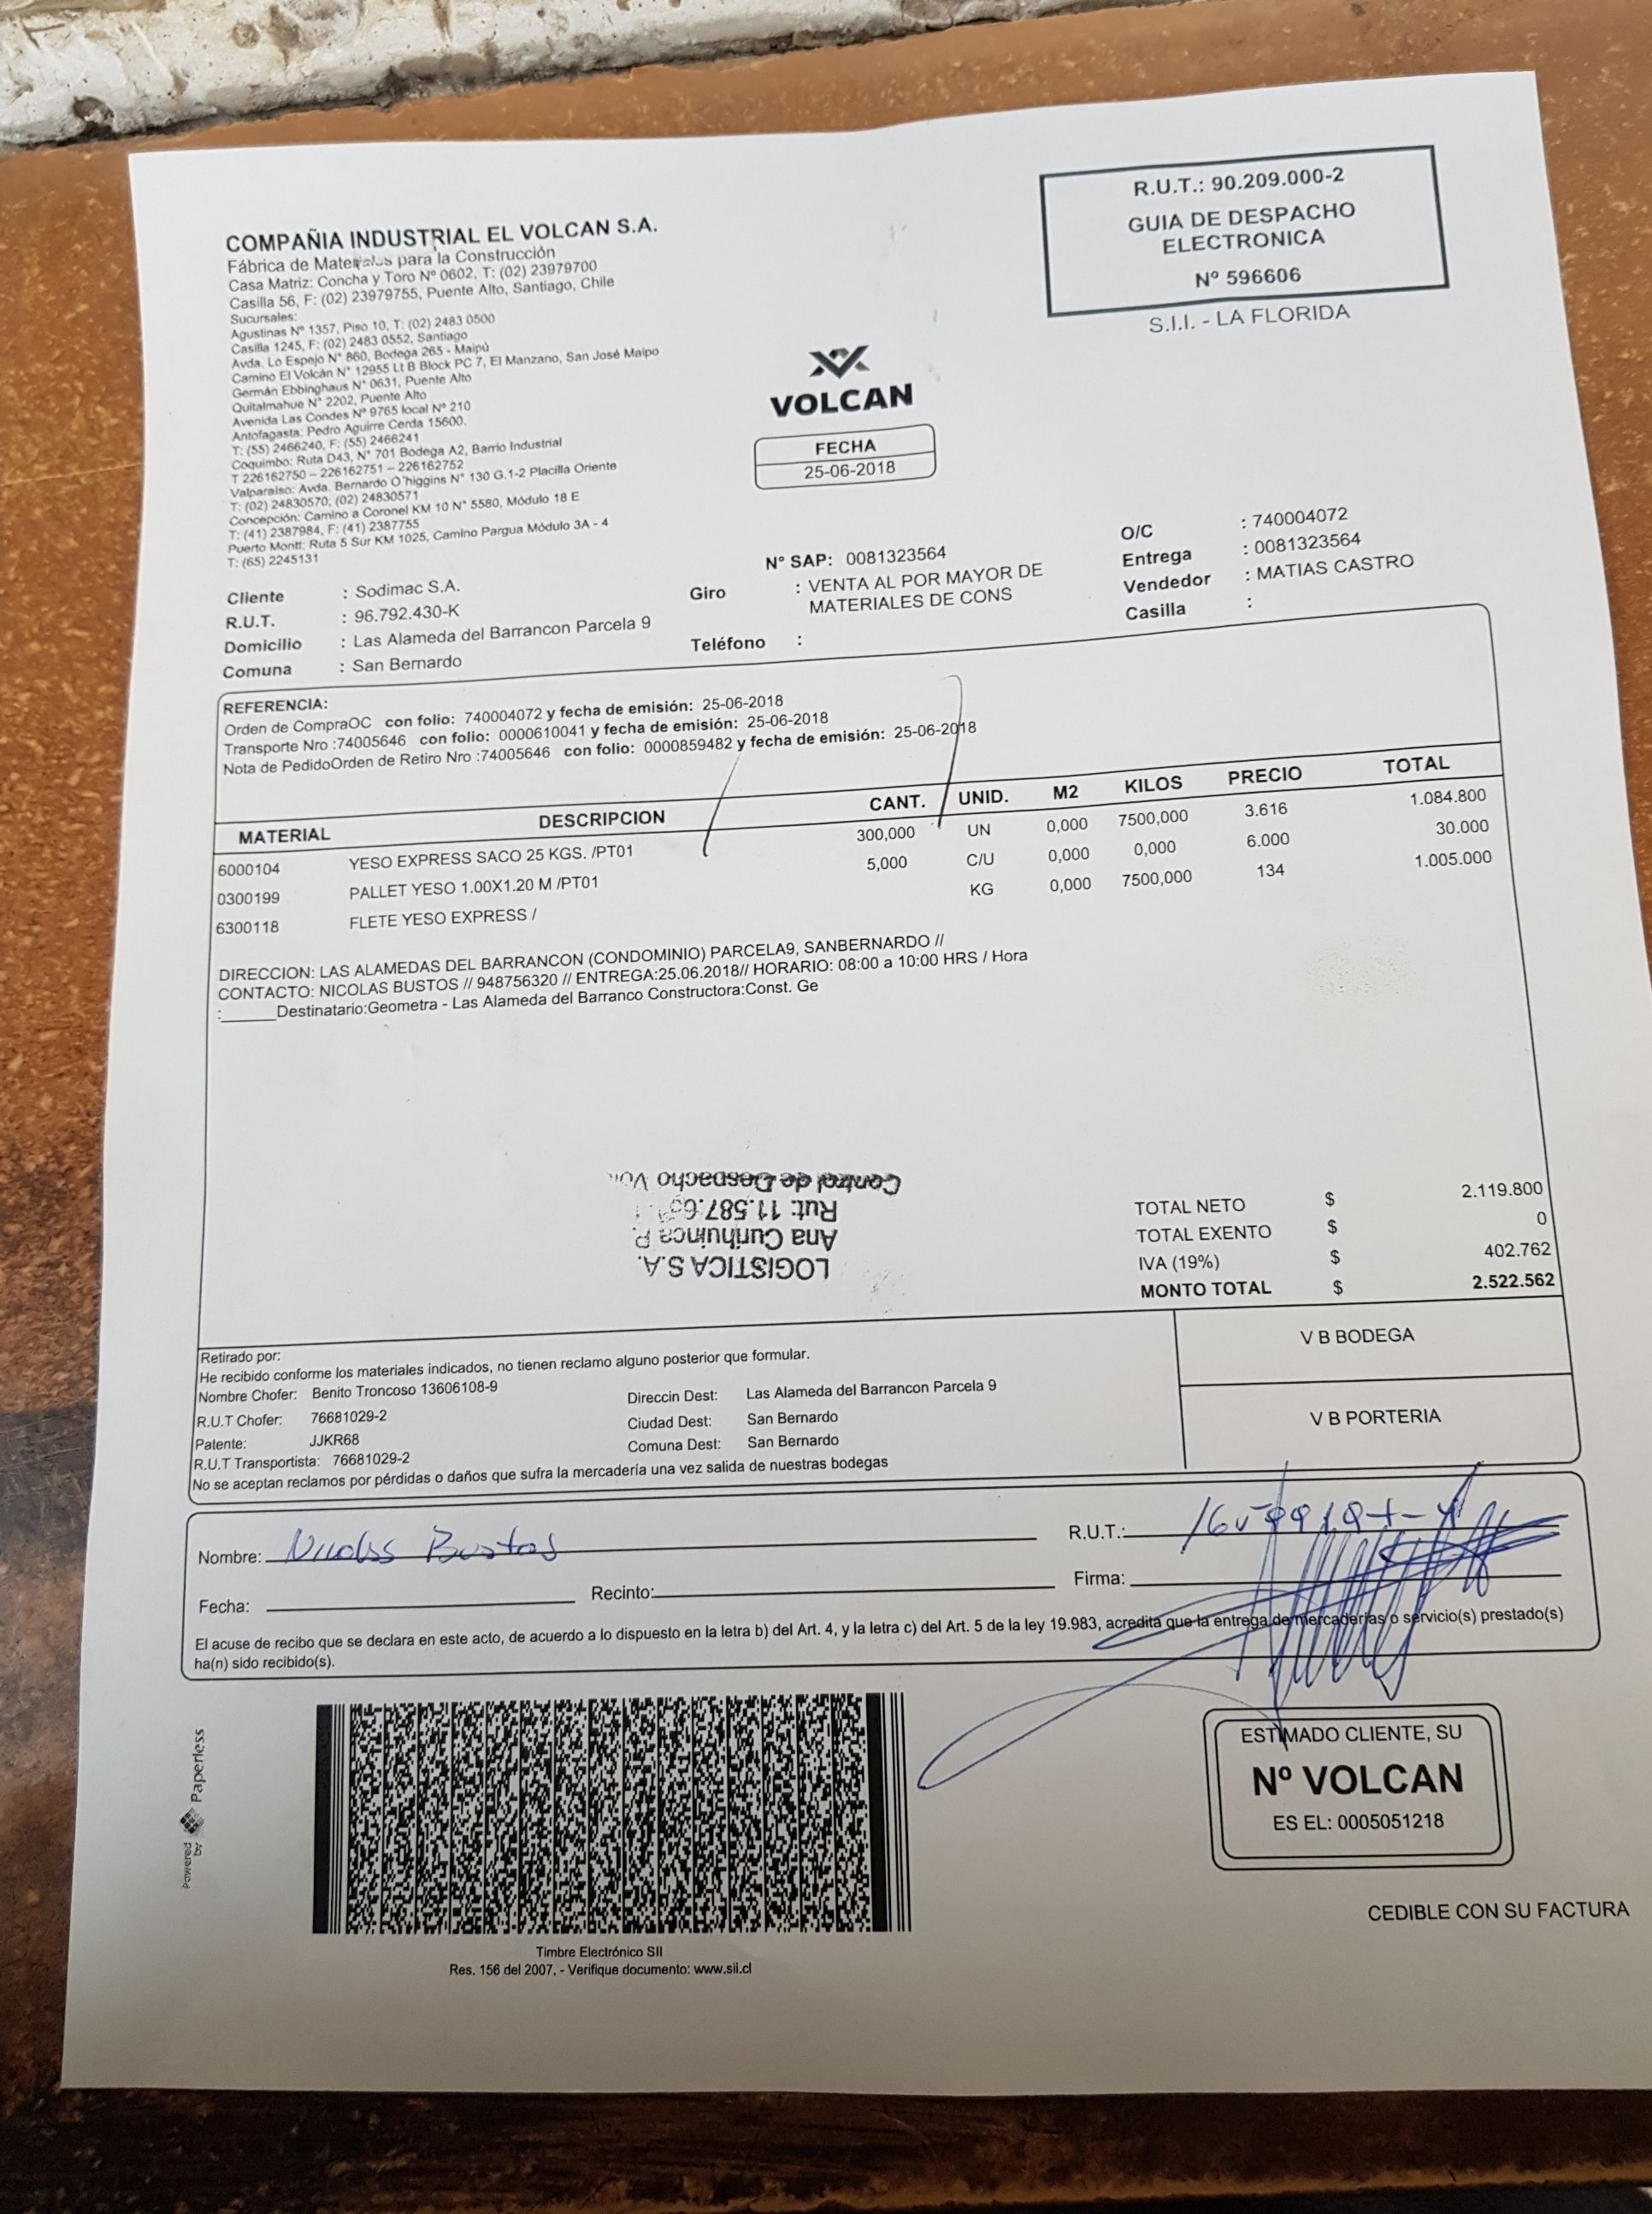 R.U.T.: 90.209.000-2
GUIA DE DESPACHO
ELECTRONICA
Nº 596606
S.I.I. - LA FLORIDA
COMPAÑIA INDUSTRIAL EL VOLCAN S.A.
Fábrica de Materiales para la Construcción
Casa Matriz: Concha y Toro Nº 0602, T: (02) 23979700
Casilla 56, F: (02) 23979755, Puente Alto, Santiago, Chile
Sucursales:
Agustinas Nº 1357, Piso 10, T: (02) 2483 0500
Casilla 1245, F: (02) 2483 0552, Santiago
Avda. Lo Espejo N° 860, Bodega 265 - Maipú
Camino El Volcán N° 12955 Lt B Block PC 7, El Manzano, San José Maipo
Germán Ebbinghaus N° 0631, Puente Alto
Quitalmahue N° 2202, Puente Alto
Avenida Las Condes Nº 9765 local Nº 210
Antofagasta: Pedro Aguirre Cerda 15600.
T: (55) 2466240, F: (55) 2466241
Coquimbo: Ruta D43, N° 701 Bodega A2, Barrio Industrial
T 226162750 – 226162751 – 226162752
Valparaiso: Avda. Bernardo O´higgins N° 130 G.1-2 Placilla Oriente
T: (02) 24830570; (02) 24830571
Concepción: Camino a Coronel KM 10 N° 5580, Módulo 18 E
T: (41) 2387984, F: (41) 2387755
Puerto Montt: Ruta 5 Sur KM 1025, Camino Pargua Módulo 3A - 4
T: (65) 2245131
VOLCAN
FECHA
25-06-2018
N° SAP: 0081323564
O/C : 740004072
Entrega : 0081323564
Vendedor : MATIAS CASTRO
Casilla :
Cliente : Sodimac S.A.
R.U.T. : 96.792.430-K
Domicilio : Las Alameda del Barrancon Parcela 9
Comuna : San Bernardo
Giro : VENTA AL POR MAYOR DE
MATERIALES DE CONS
Teléfono :
REFERENCIA:
Orden de CompraOC con folio: 740004072 y fecha de emisión: 25-06-2018
Transporte Nro :74005646 con folio: 0000610041 y fecha de emisión: 25-06-2018
Nota de PedidoOrden de Retiro Nro :74005646 con folio: 0000859482 y fecha de emisión: 25-06-2018
MATERIAL DESCRIPCION CANT. UNID. M2 KILOS PRECIO TOTAL
6000104 YESO EXPRESS SACO 25 KGS. /PT01 300,000 UN 0,000 7500,000 3.616 1.084.800
0300199 PALLET YESO 1.00X1.20 M /PT01 5,000 C/U 0,000 0,000 6.000 30.000
6300118 FLETE YESO EXPRESS / KG 0,000 7500,000 134 1.005.000
DIRECCION: LAS ALAMEDAS DEL BARRANCON (CONDOMINIO) PARCELA9, SANBERNARDO //
CONTACTO: NICOLAS BUSTOS // 948756320 // ENTREGA:25.06.2018// HORARIO: 08:00 a 10:00 HRS / Hora
:______Destinatario:Geometra - Las Alameda del Barranco Constructora:Const. Ge
LOGISTICA S.A.
Ana Curihuinca P.
Rut: 11.587.6
Control de Despacho
TOTAL NETO $ 2.119.800
TOTAL EXENTO $ 0
IVA (19%) $ 402.762
MONTO TOTAL $ 2.522.562
Retirado por:
He recibido conforme los materiales indicados, no tienen reclamo alguno posterior que formular.
Nombre Chofer: Benito Troncoso 13606108-9
R.U.T Chofer: 76681029-2
Patente: JJKR68
R.U.T Transportista: 76681029-2
Direccin Dest: Las Alameda del Barrancon Parcela 9
Ciudad Dest: San Bernardo
Comuna Dest: San Bernardo
No se aceptan reclamos por pérdidas o daños que sufra la mercadería una vez salida de nuestras bodegas
V B BODEGA
V B PORTERIA
Nombre: Nicolas Bustos
R.U.T.:
Fecha:
Recinto:
Firma:
El acuse de recibo que se declara en este acto, de acuerdo a lo dispuesto en la letra b) del Art. 4, y la letra c) del Art. 5 de la ley 19.983, acredita que la entrega de mercaderías o servicio(s) prestado(s)
ha(n) sido recibido(s).
Powered by Paperless
Timbre Electrónico SII
Res. 156 del 2007, - Verifique documento: www.sii.cl
ESTIMADO CLIENTE, SU
Nº VOLCAN
ES EL: 0005051218
CEDIBLE CON SU FACTURA